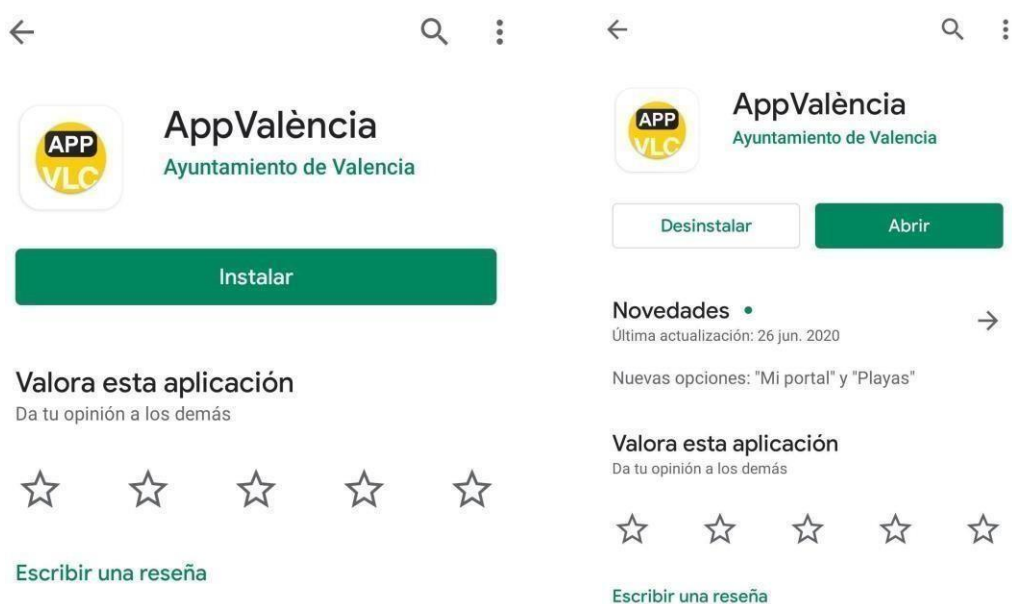 APP
VLC
AppValència
Ayuntamiento de Valencia
Instalar
Valora esta aplicación
Da tu opinión a los demás
Escribir una reseña
APP
VLC
AppValència
Ayuntamiento de Valencia
Desinstalar
Abrir
Novedades •
Última actualización: 26 jun. 2020
Nuevas opciones: "Mi portal" y "Playas"
Valora esta aplicación
Da tu opinión a los demás
Escribir una reseña